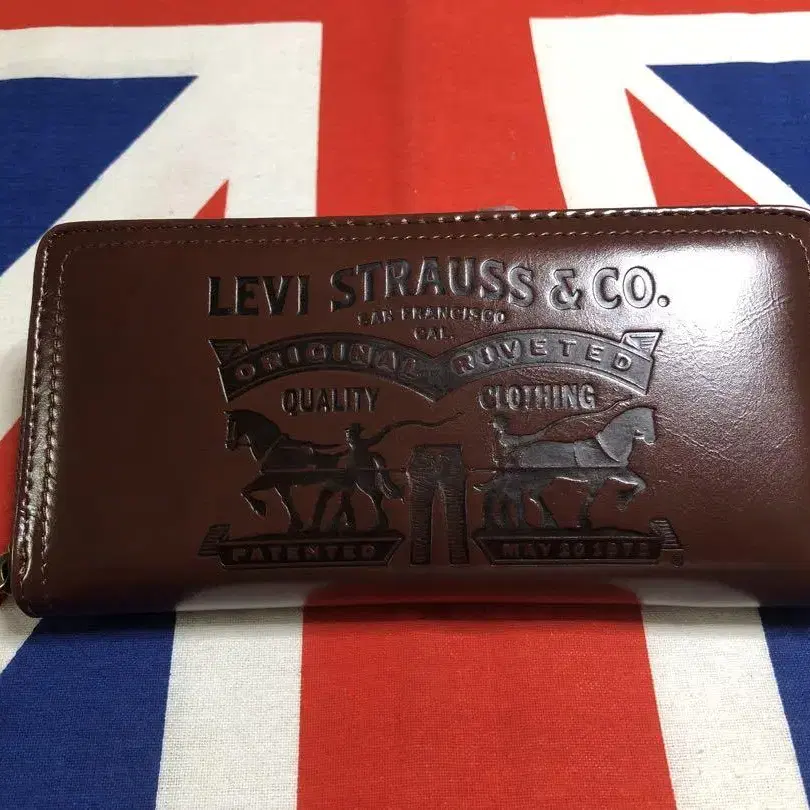 LEVI STRAUSS & CO.
SAN FRANCISCO
CAL.
ORIGINAL RIVETED
QUALITY CLOTHING
PATENTED MAY 20 1873
®